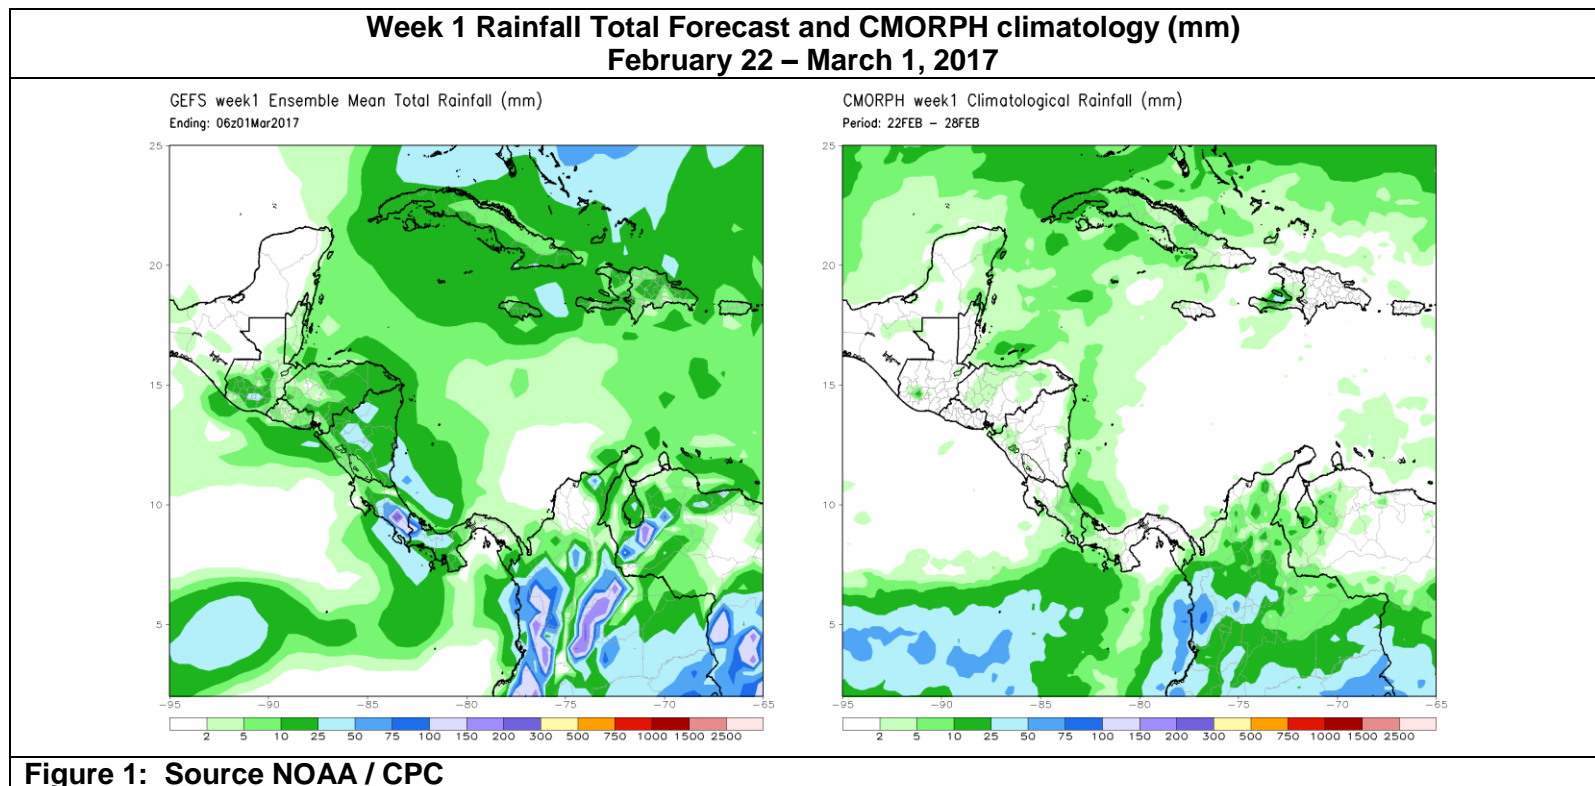 Week 1 Rainfall Total Forecast and CMORPH climatology (mm)
February 22 – March 1, 2017
GEFS week1 Ensemble Mean Total Rainfall (mm)
Ending: 06z01Mar2017
25
20
15
10
5
-95 -90 -85 -80 -75 -70 -65
2 5 10 25 50 75 100 150 200 300 500 750 1000 1500 2500
CMORPH week1 Climatological Rainfall (mm)
Period: 22FEB – 28FEB
25
20
15
10
5
-95 -90 -85 -80 -75 -70 -65
2 5 10 25 50 75 100 150 200 300 500 750 1000 1500 2500
Figure 1: Source NOAA / CPC